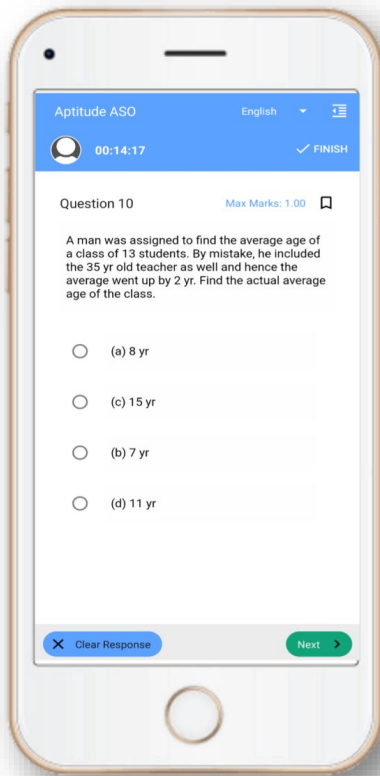 Aptitude ASO English
00:14:17 FINISH
Question 10 Max Marks: 1.00
A man was assigned to find the average age of
a class of 13 students. By mistake, he included
the 35 yr old teacher as well and hence the
average went up by 2 yr. Find the actual average
age of the class.
(a) 8 yr
(c) 15 yr
(b) 7 yr
(d) 11 yr
Clear Response Next